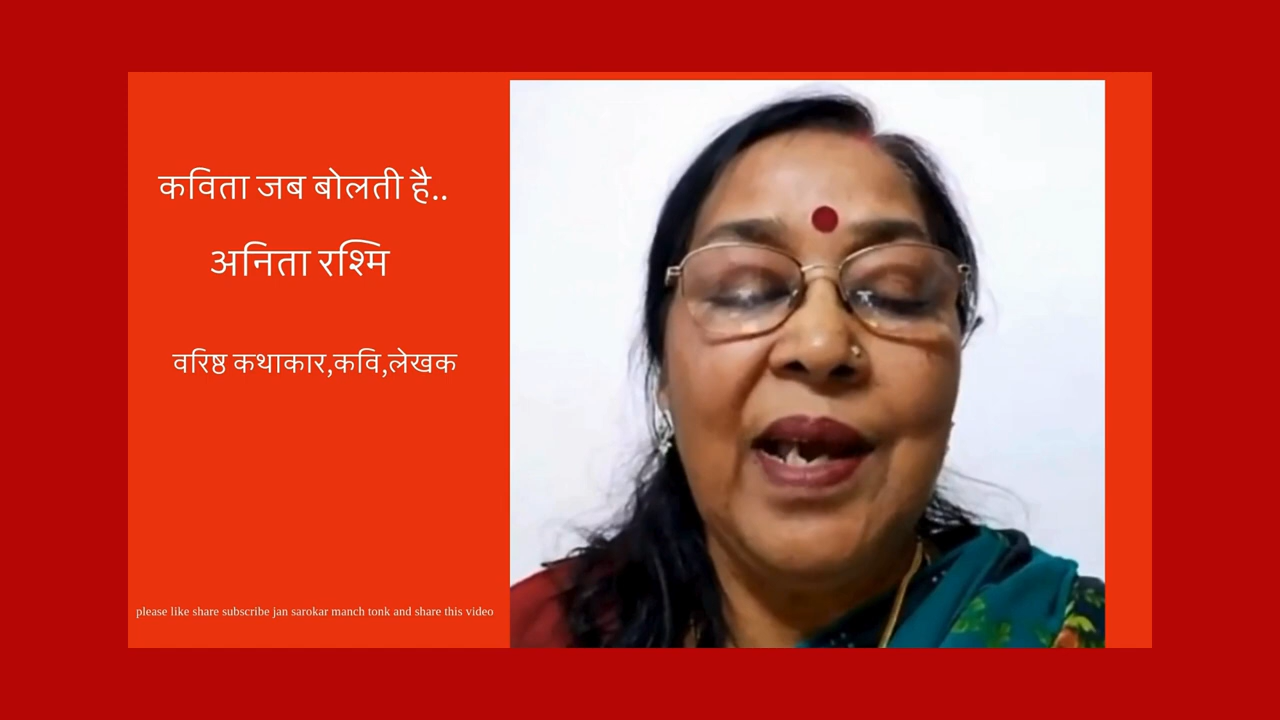 कविता जब बोलती है..
अनिता रश्मि
वरिष्ठ कथाकार,कवि,लेखक
please like share subscribe jan sarokar manch tonk and share this video